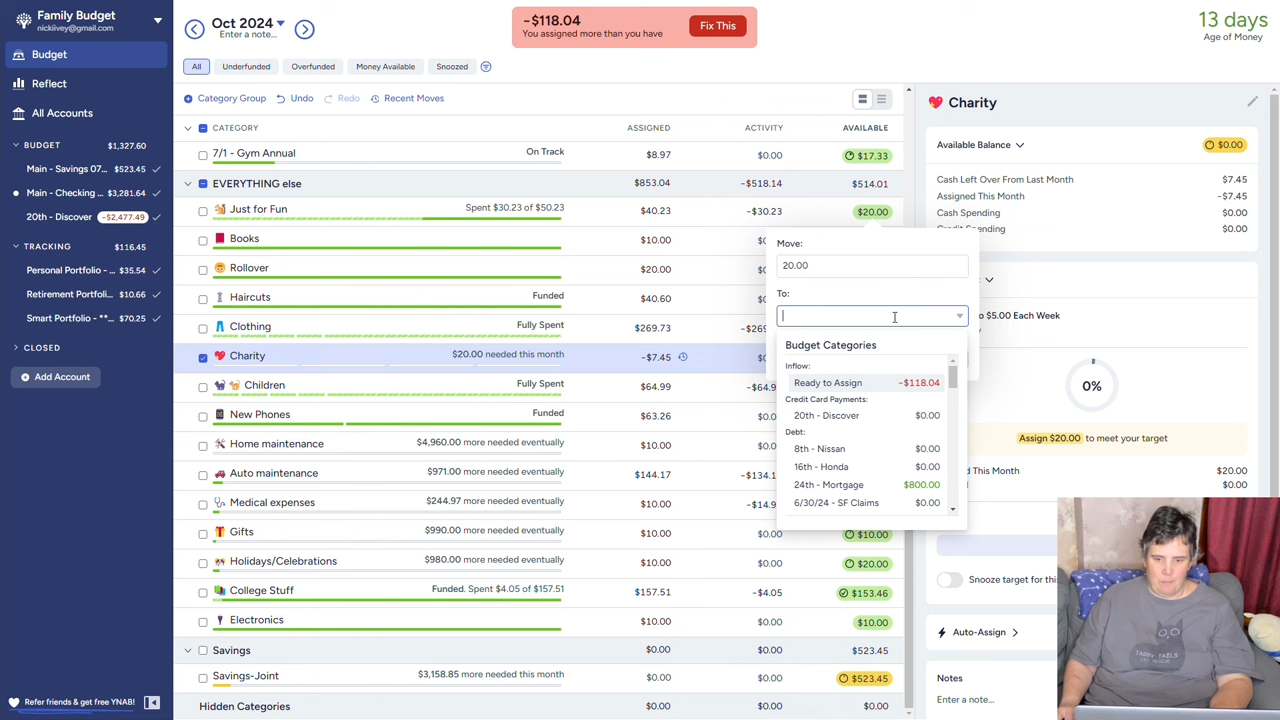 Family Budget
nickiivey@gmail.com
Budget
Reflect
All Accounts
BUDGET $1,327.60
Main - Savings 07... $523.45
Main - Checking ... $3,281.64
20th - Discover -$2,477.49
TRACKING $116.45
Personal Portfolio - ... $35.54
Retirement Portfoli... $10.66
Smart Portfolio - **... $70.25
CLOSED
Add Account
Refer friends & get free YNAB!
Oct 2024
Enter a note...
-$118.04
You assigned more than you have
Fix This
13 days
Age of Money
All Underfunded Overfunded Money Available Snoozed
Category Group Undo Redo Recent Moves
CATEGORY ASSIGNED ACTIVITY AVAILABLE
7/1 - Gym Annual On Track $8.97 $0.00 $17.33
EVERYTHING else $853.04 -$518.14 $514.01
Just for Fun Spent $30.23 of $50.23 $40.23 -$30.23 $20.00
Books $10.00
Rollover $20.00
Haircuts Funded $40.60
Clothing Fully Spent $269.73
Charity $20.00 needed this month -$7.45
Children Fully Spent $64.99
New Phones Funded $63.26
Home maintenance $4,960.00 more needed eventually $10.00
Auto maintenance $971.00 more needed eventually $144.17
Medical expenses $244.97 more needed eventually $10.00
Gifts $990.00 more needed eventually $10.00 $0.00 $10.00
Holidays/Celebrations $980.00 more needed eventually $10.00 $0.00 $20.00
College Stuff Funded. Spent $4.05 of $157.51 $157.51 -$4.05 $153.46
Electronics $10.00 $0.00 $10.00
Savings $0.00 $0.00 $523.45
Savings-Joint $3,158.85 more needed this month $0.00 $0.00 $523.45
Hidden Categories $0.00 $0.00 $0.00
Move:
20.00
To:
Budget Categories
Inflow:
Ready to Assign -$118.04
Credit Card Payments:
20th - Discover $0.00
Debt:
8th - Nissan $0.00
16th - Honda $0.00
24th - Mortgage $800.00
6/30/24 - SF Claims $0.00
Charity
Available Balance $0.00
Cash Left Over From Last Month $7.45
Assigned This Month -$7.45
Cash Spending $0.00
Credit Spending $0.00
$5.00 Each Week
0%
Assign $20.00 to meet your target
This Month $20.00
$0.00
Snooze target for
Auto-Assign
Notes
Enter a note...
TABBY TAILS